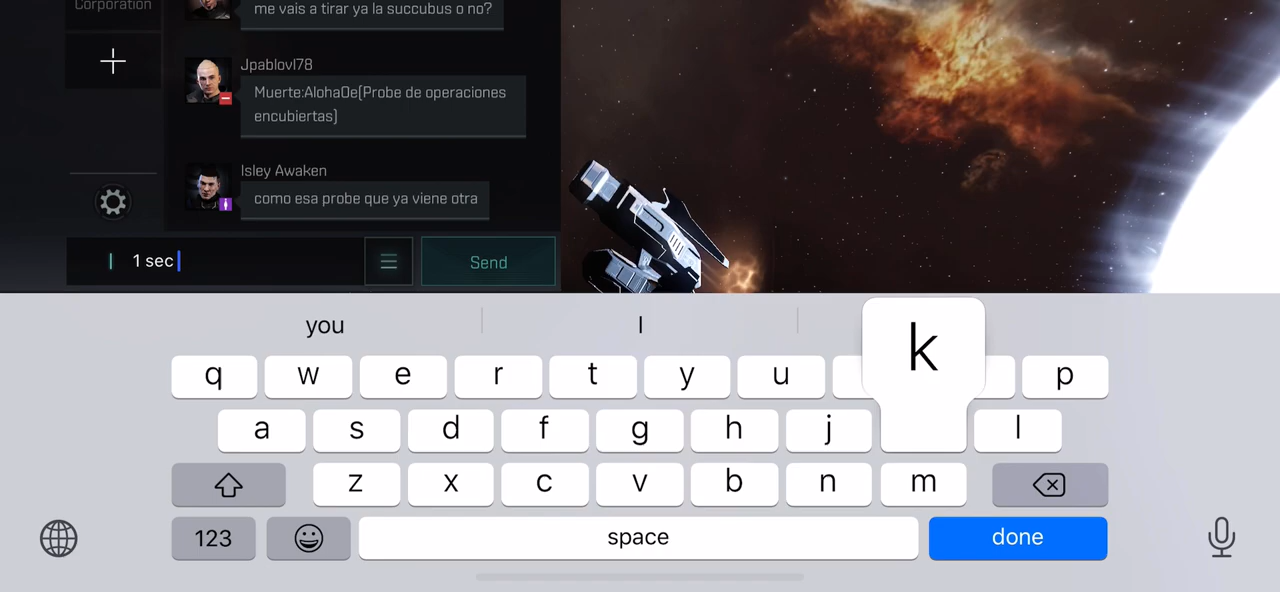 Corporation
me vais a tirar ya la succubus o no?
Jpablovl78
Muerte:AlohaOe[Probe de operaciones
encubiertas]
Isley Awaken
como esa probe que ya viene otra
1 sec
Send
you
I
k
q w e r t y u p
a s d f g h j l
z x c v b n m
123
space
done